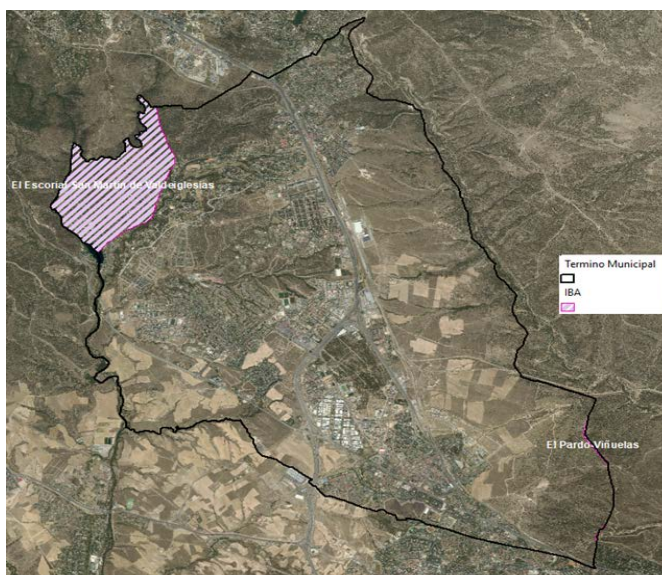 El Escorial San Martín de Valdeiglesias
Termino Municipal
IBA
El Pardo-Viñuelas